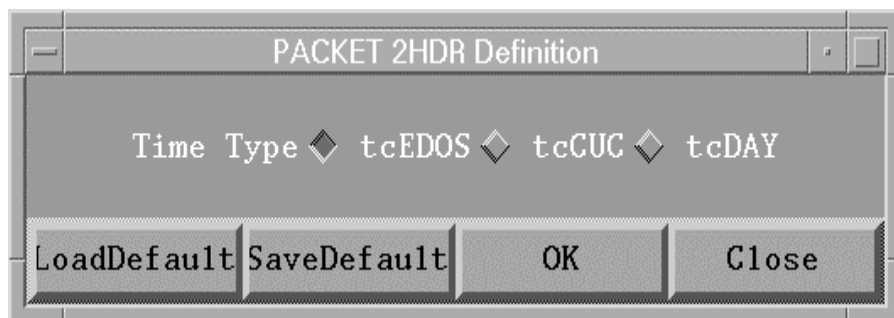 PACKET 2HDR Definition
Time Type tcEDOS tcCUC tcDAY
LoadDefault SaveDefault OK Close